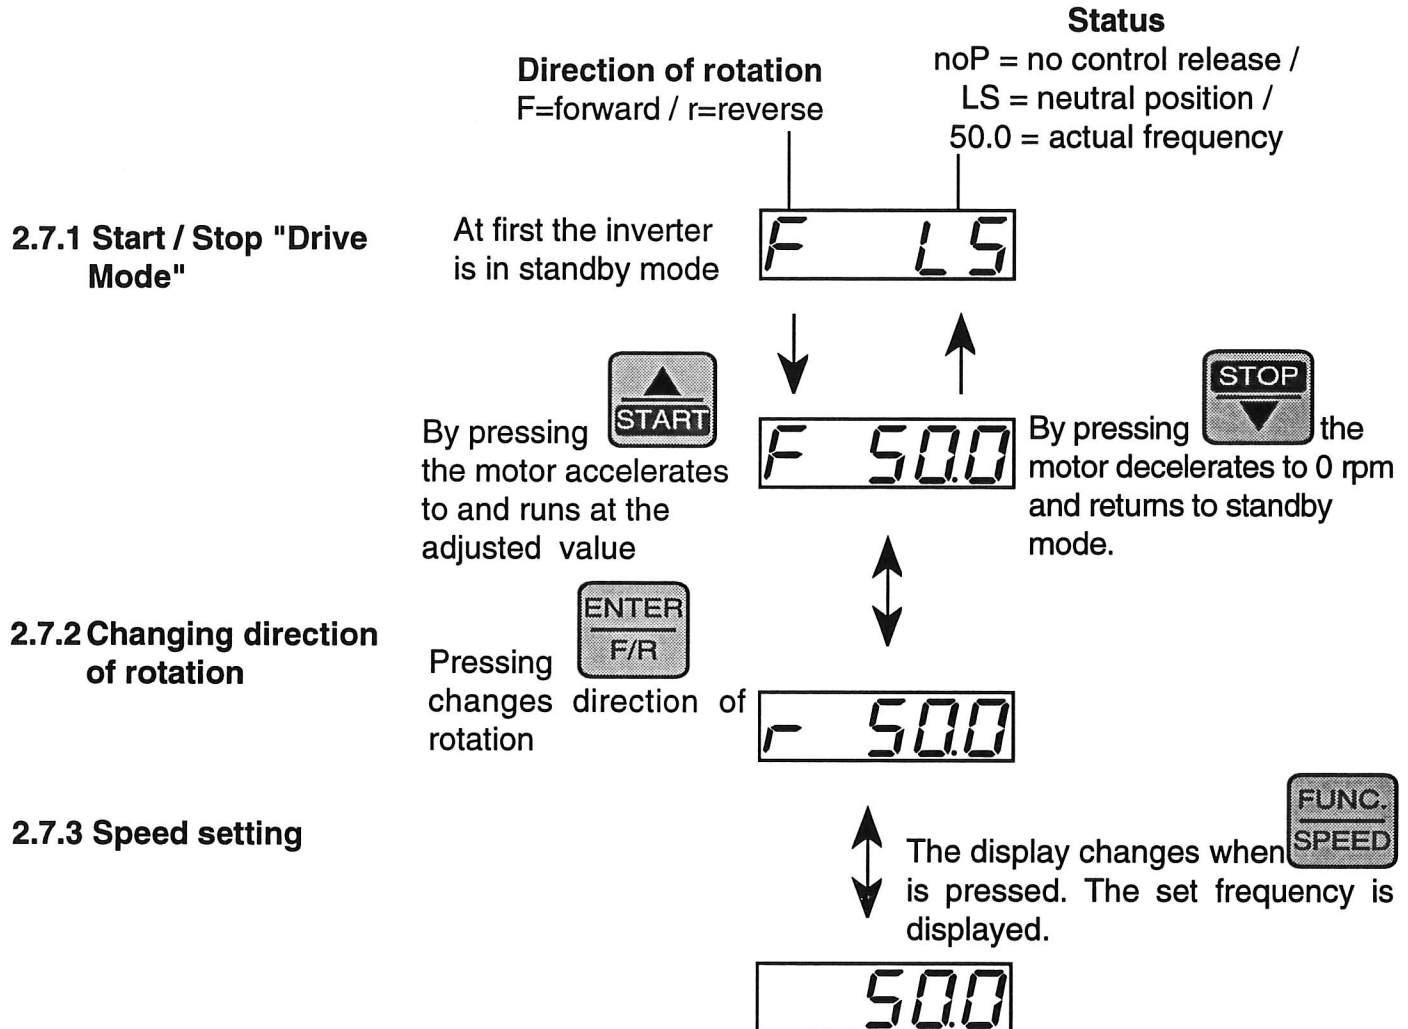 Status
noP = no control release /
LS = neutral position /
50.0 = actual frequency
Direction of rotation
F=forward / r=reverse
2.7.1 Start / Stop "Drive
Mode"
At first the inverter
is in standby mode
F LS
START
By pressing
the motor accelerates
to and runs at the
adjusted value
F 50.0
STOP
By pressing the
motor decelerates to 0 rpm
and returns to standby
mode.
2.7.2 Changing direction
of rotation
ENTER
F/R
Pressing
changes direction of
rotation
r 50.0
2.7.3 Speed setting
FUNC.
SPEED
The display changes when
is pressed. The set frequency is
displayed.
50.0